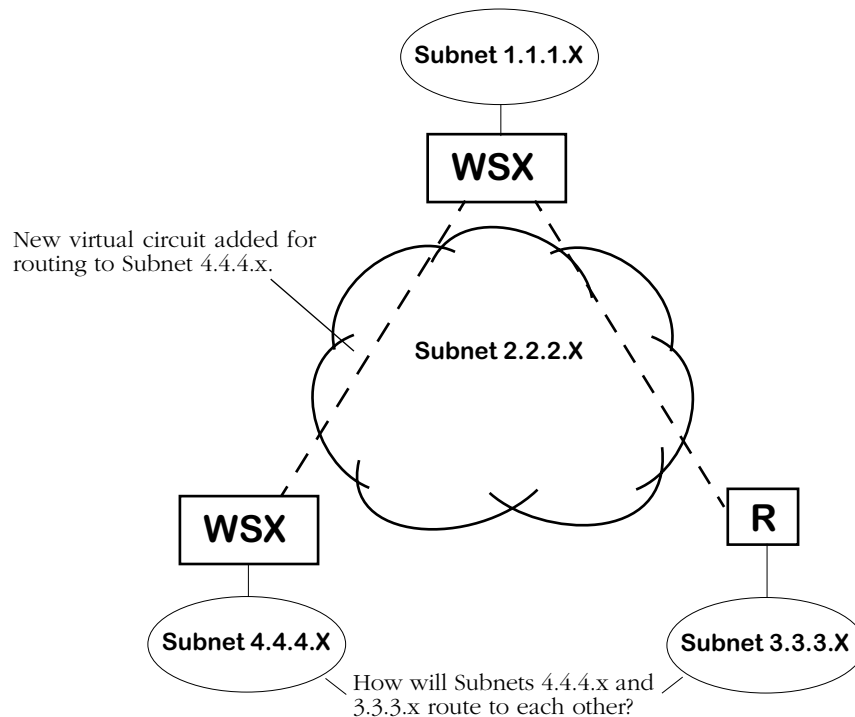 Subnet 1.1.1.X
WSX
New virtual circuit added for
routing to Subnet 4.4.4.x.
Subnet 2.2.2.X
WSX
R
Subnet 4.4.4.X
Subnet 3.3.3.X
How will Subnets 4.4.4.x and
3.3.3.x route to each other?